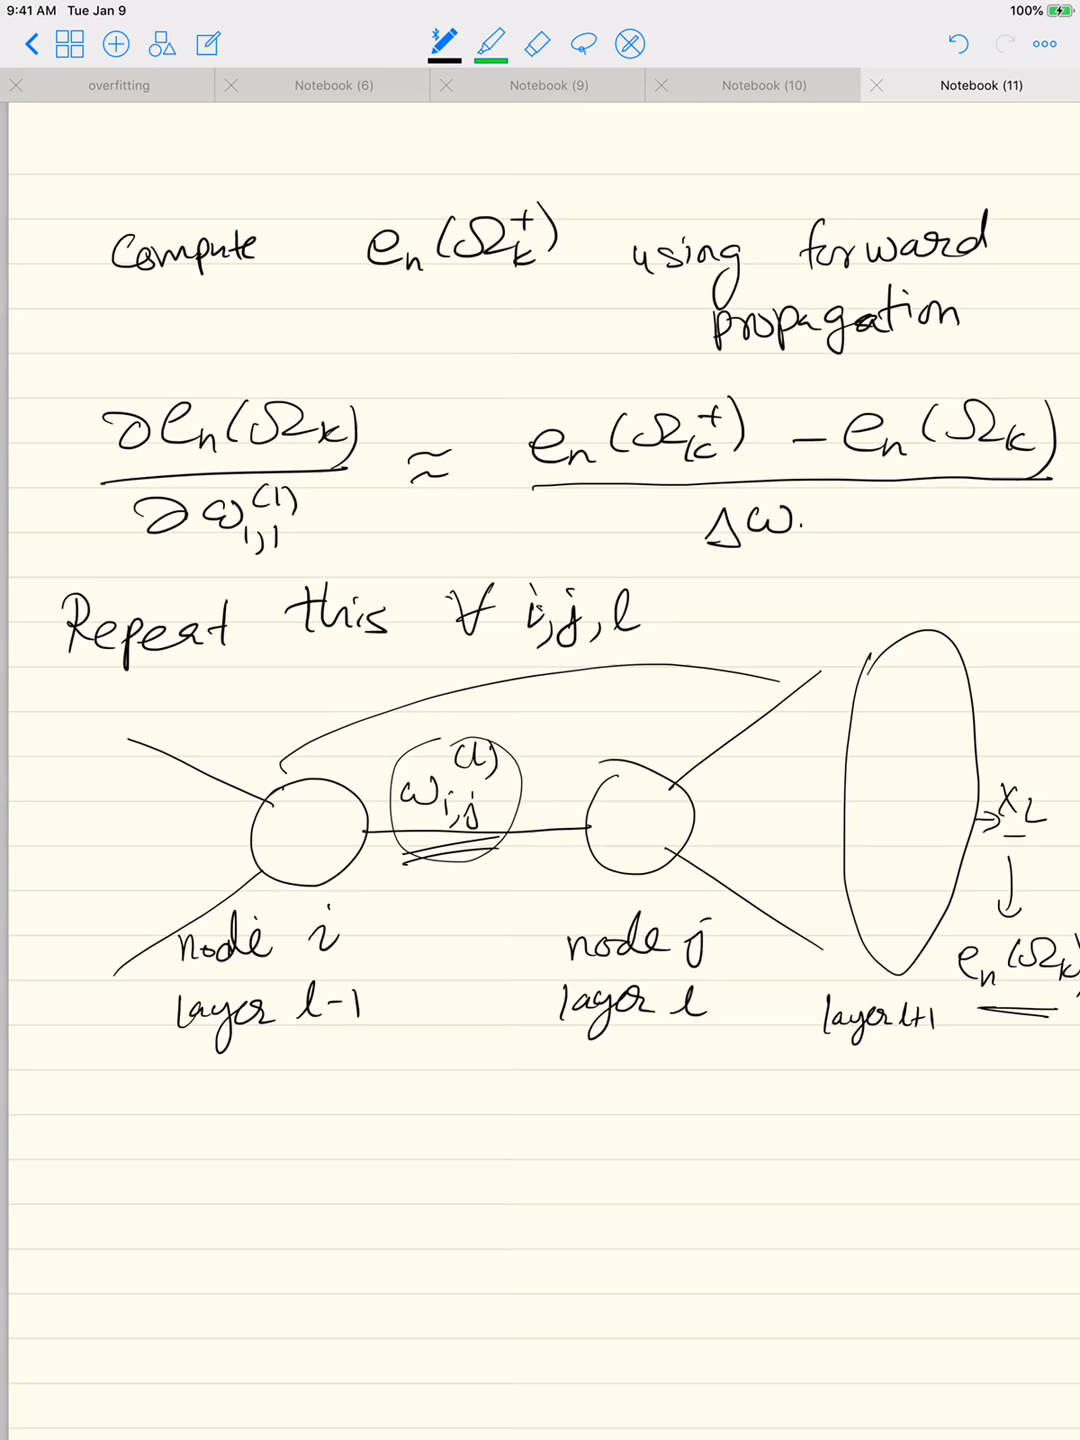 9:41 AM Tue Jan 9 100%
overfitting Notebook (6) Notebook (9) Notebook (10) Notebook (11)
Compute eₙ(Ωₖ⁺) using forward
propagation
∂eₙ(Ωₖ) / ∂ω₁,₁⁽¹⁾ ≈ (eₙ(Ωₖ⁺) − eₙ(Ωₖ)) / Δω.
Repeat this ∀ i,j,l
ω_{i,j}^{(l)}
→ X_L
↓
node i node j eₙ(Ωₖ)
layer l-1 layer l layer l+1